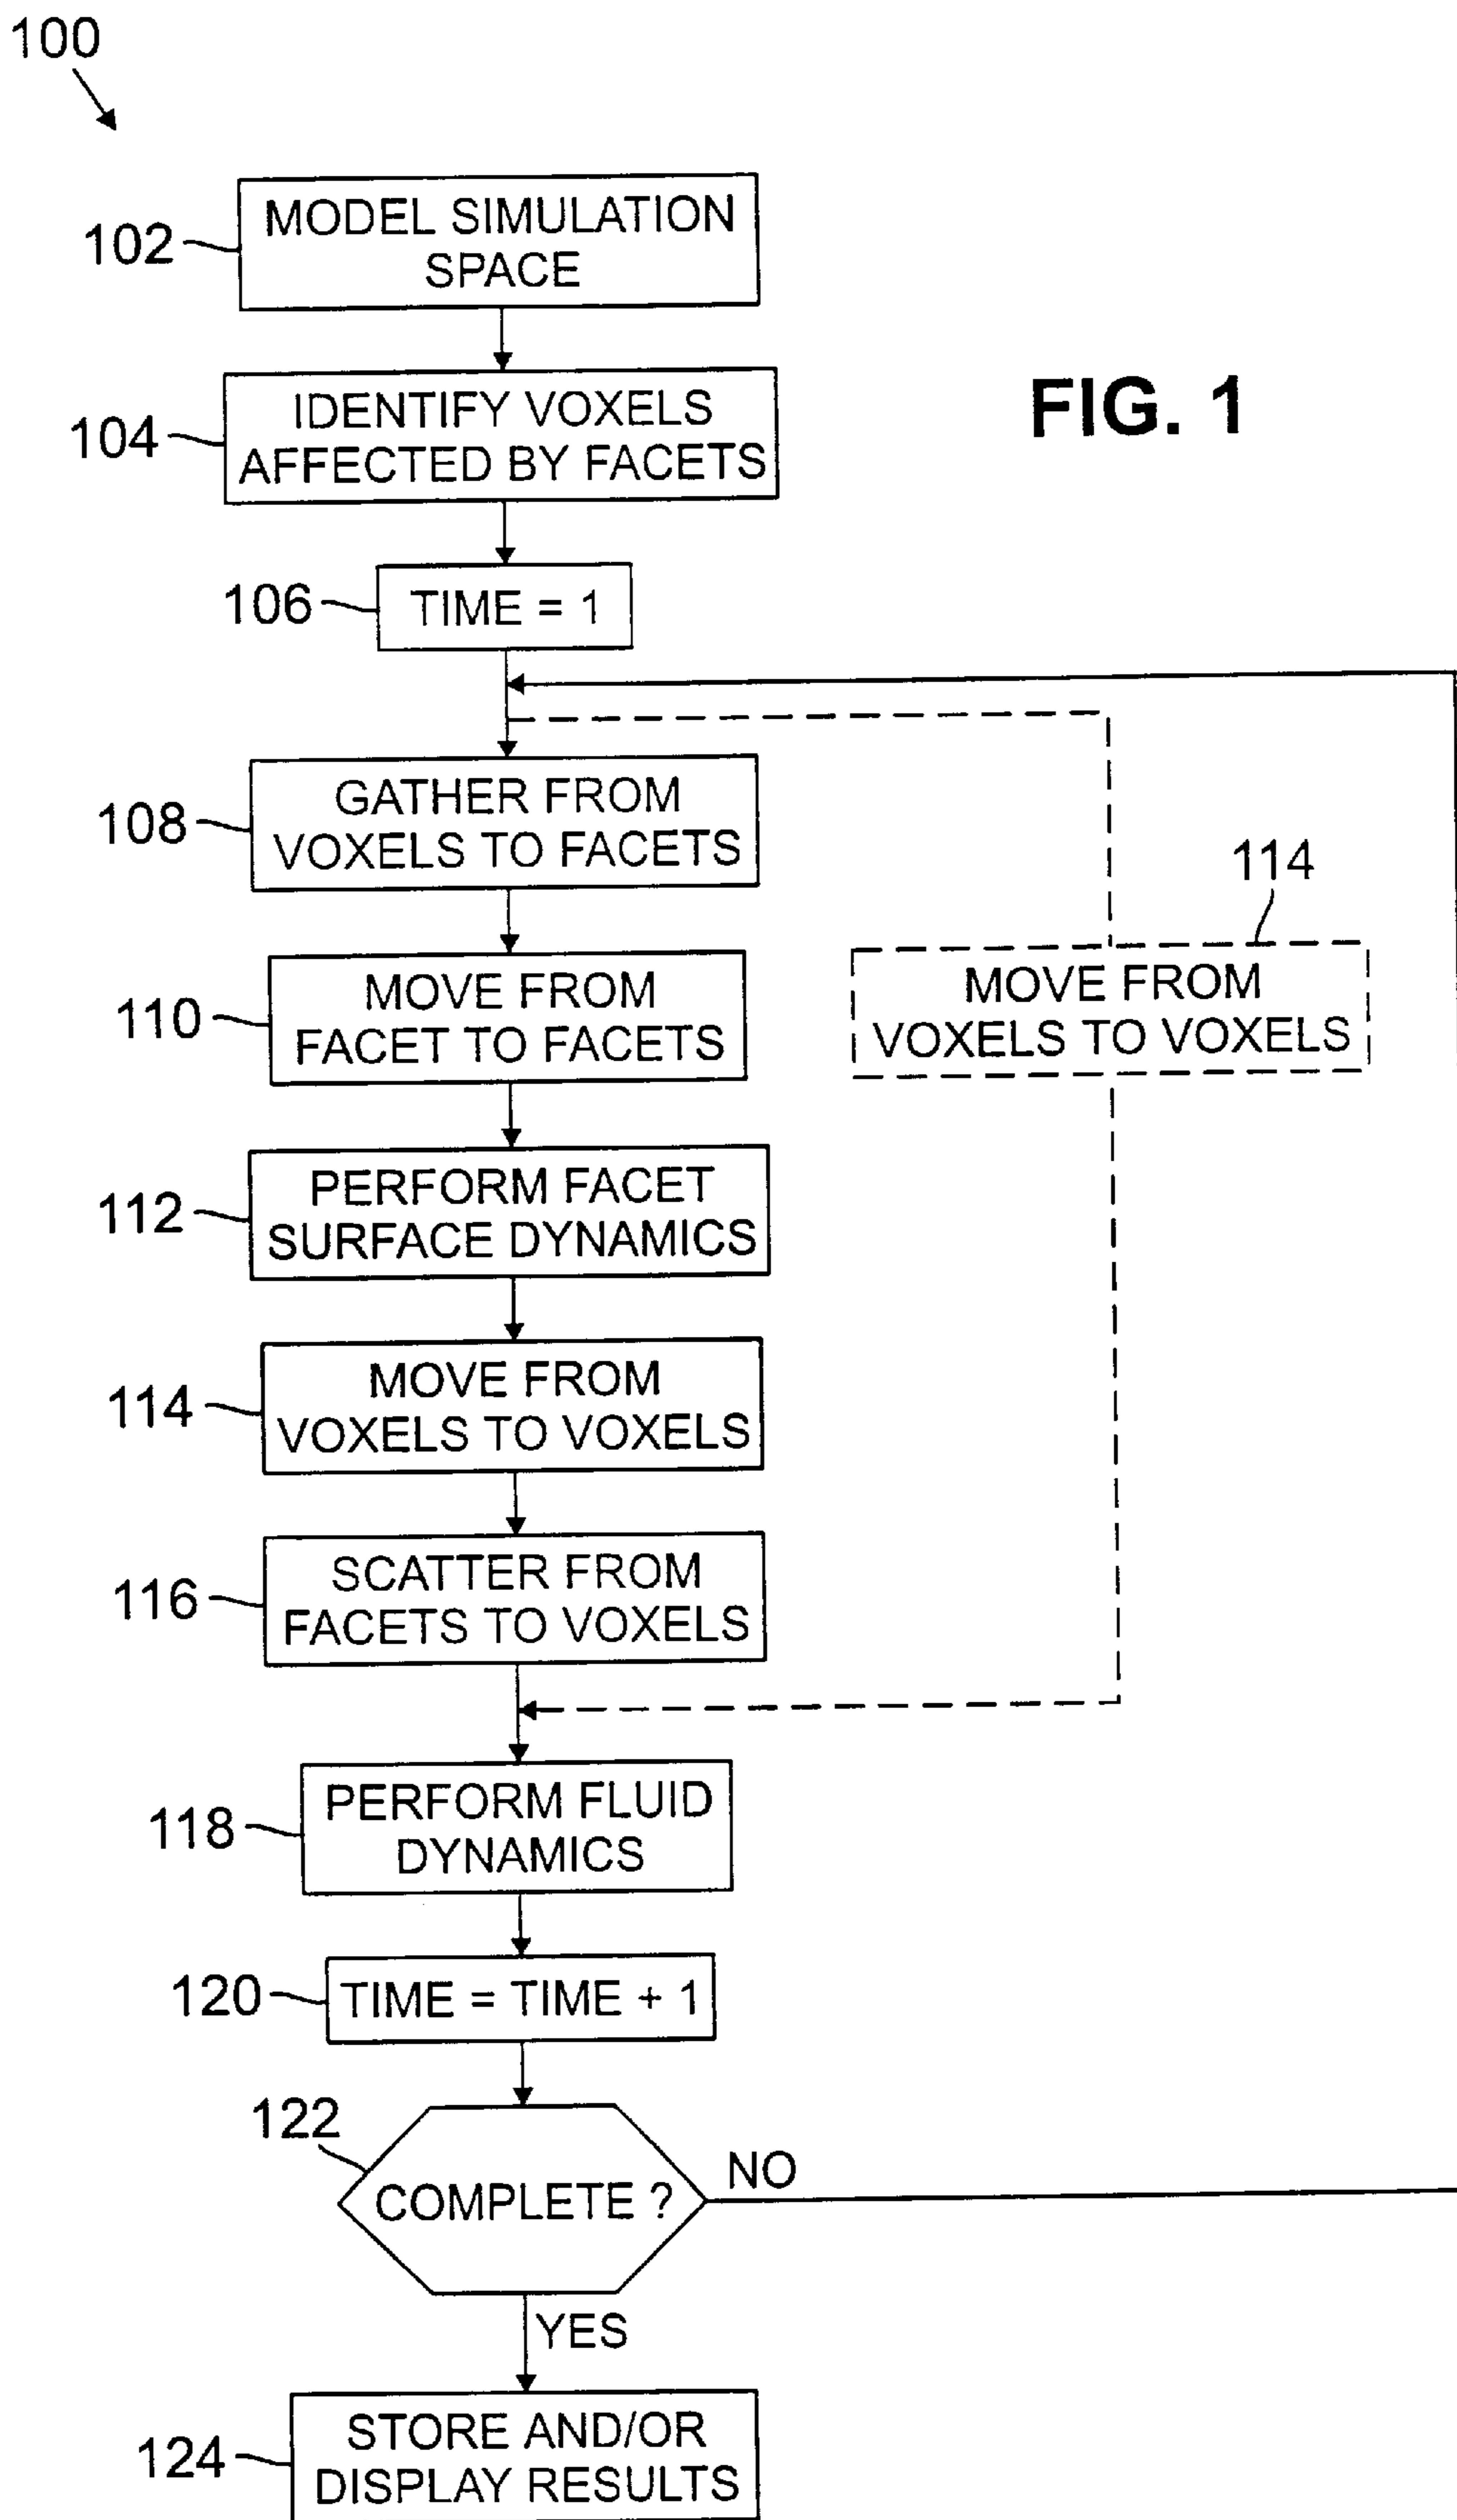 100
102
MODEL SIMULATION
SPACE
104
IDENTIFY VOXELS
AFFECTED BY FACETS
FIG. 1
106
TIME = 1
108
GATHER FROM
VOXELS TO FACETS
110
MOVE FROM
FACET TO FACETS
114
MOVE FROM
VOXELS TO VOXELS
112
PERFORM FACET
SURFACE DYNAMICS
114
MOVE FROM
VOXELS TO VOXELS
116
SCATTER FROM
FACETS TO VOXELS
118
PERFORM FLUID
DYNAMICS
120
TIME = TIME + 1
122
COMPLETE ?
NO
YES
124
STORE AND/OR
DISPLAY RESULTS